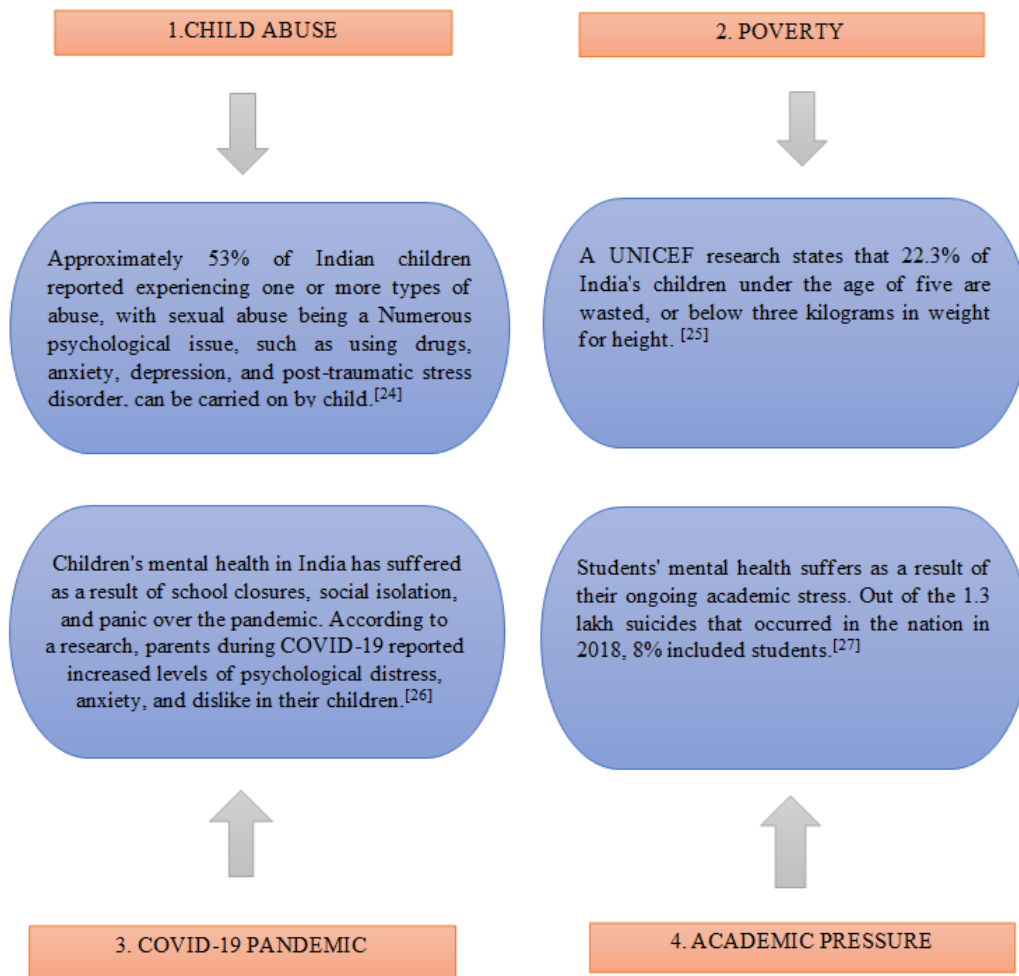 1.CHILD ABUSE
2. POVERTY
Approximately 53% of Indian children
reported experiencing one or more types of
abuse, with sexual abuse being a Numerous
psychological issue, such as using drugs,
anxiety, depression, and post-traumatic stress
disorder, can be carried on by child.[24]
A UNICEF research states that 22.3% of
India's children under the age of five are
wasted, or below three kilograms in weight
for height. [25]
Children's mental health in India has suffered
as a result of school closures, social isolation,
and panic over the pandemic. According to
a research, parents during COVID-19 reported
increased levels of psychological distress,
anxiety, and dislike in their children.[26]
Students' mental health suffers as a result of
their ongoing academic stress. Out of the 1.3
lakh suicides that occurred in the nation in
2018, 8% included students.[27]
3. COVID-19 PANDEMIC
4. ACADEMIC PRESSURE